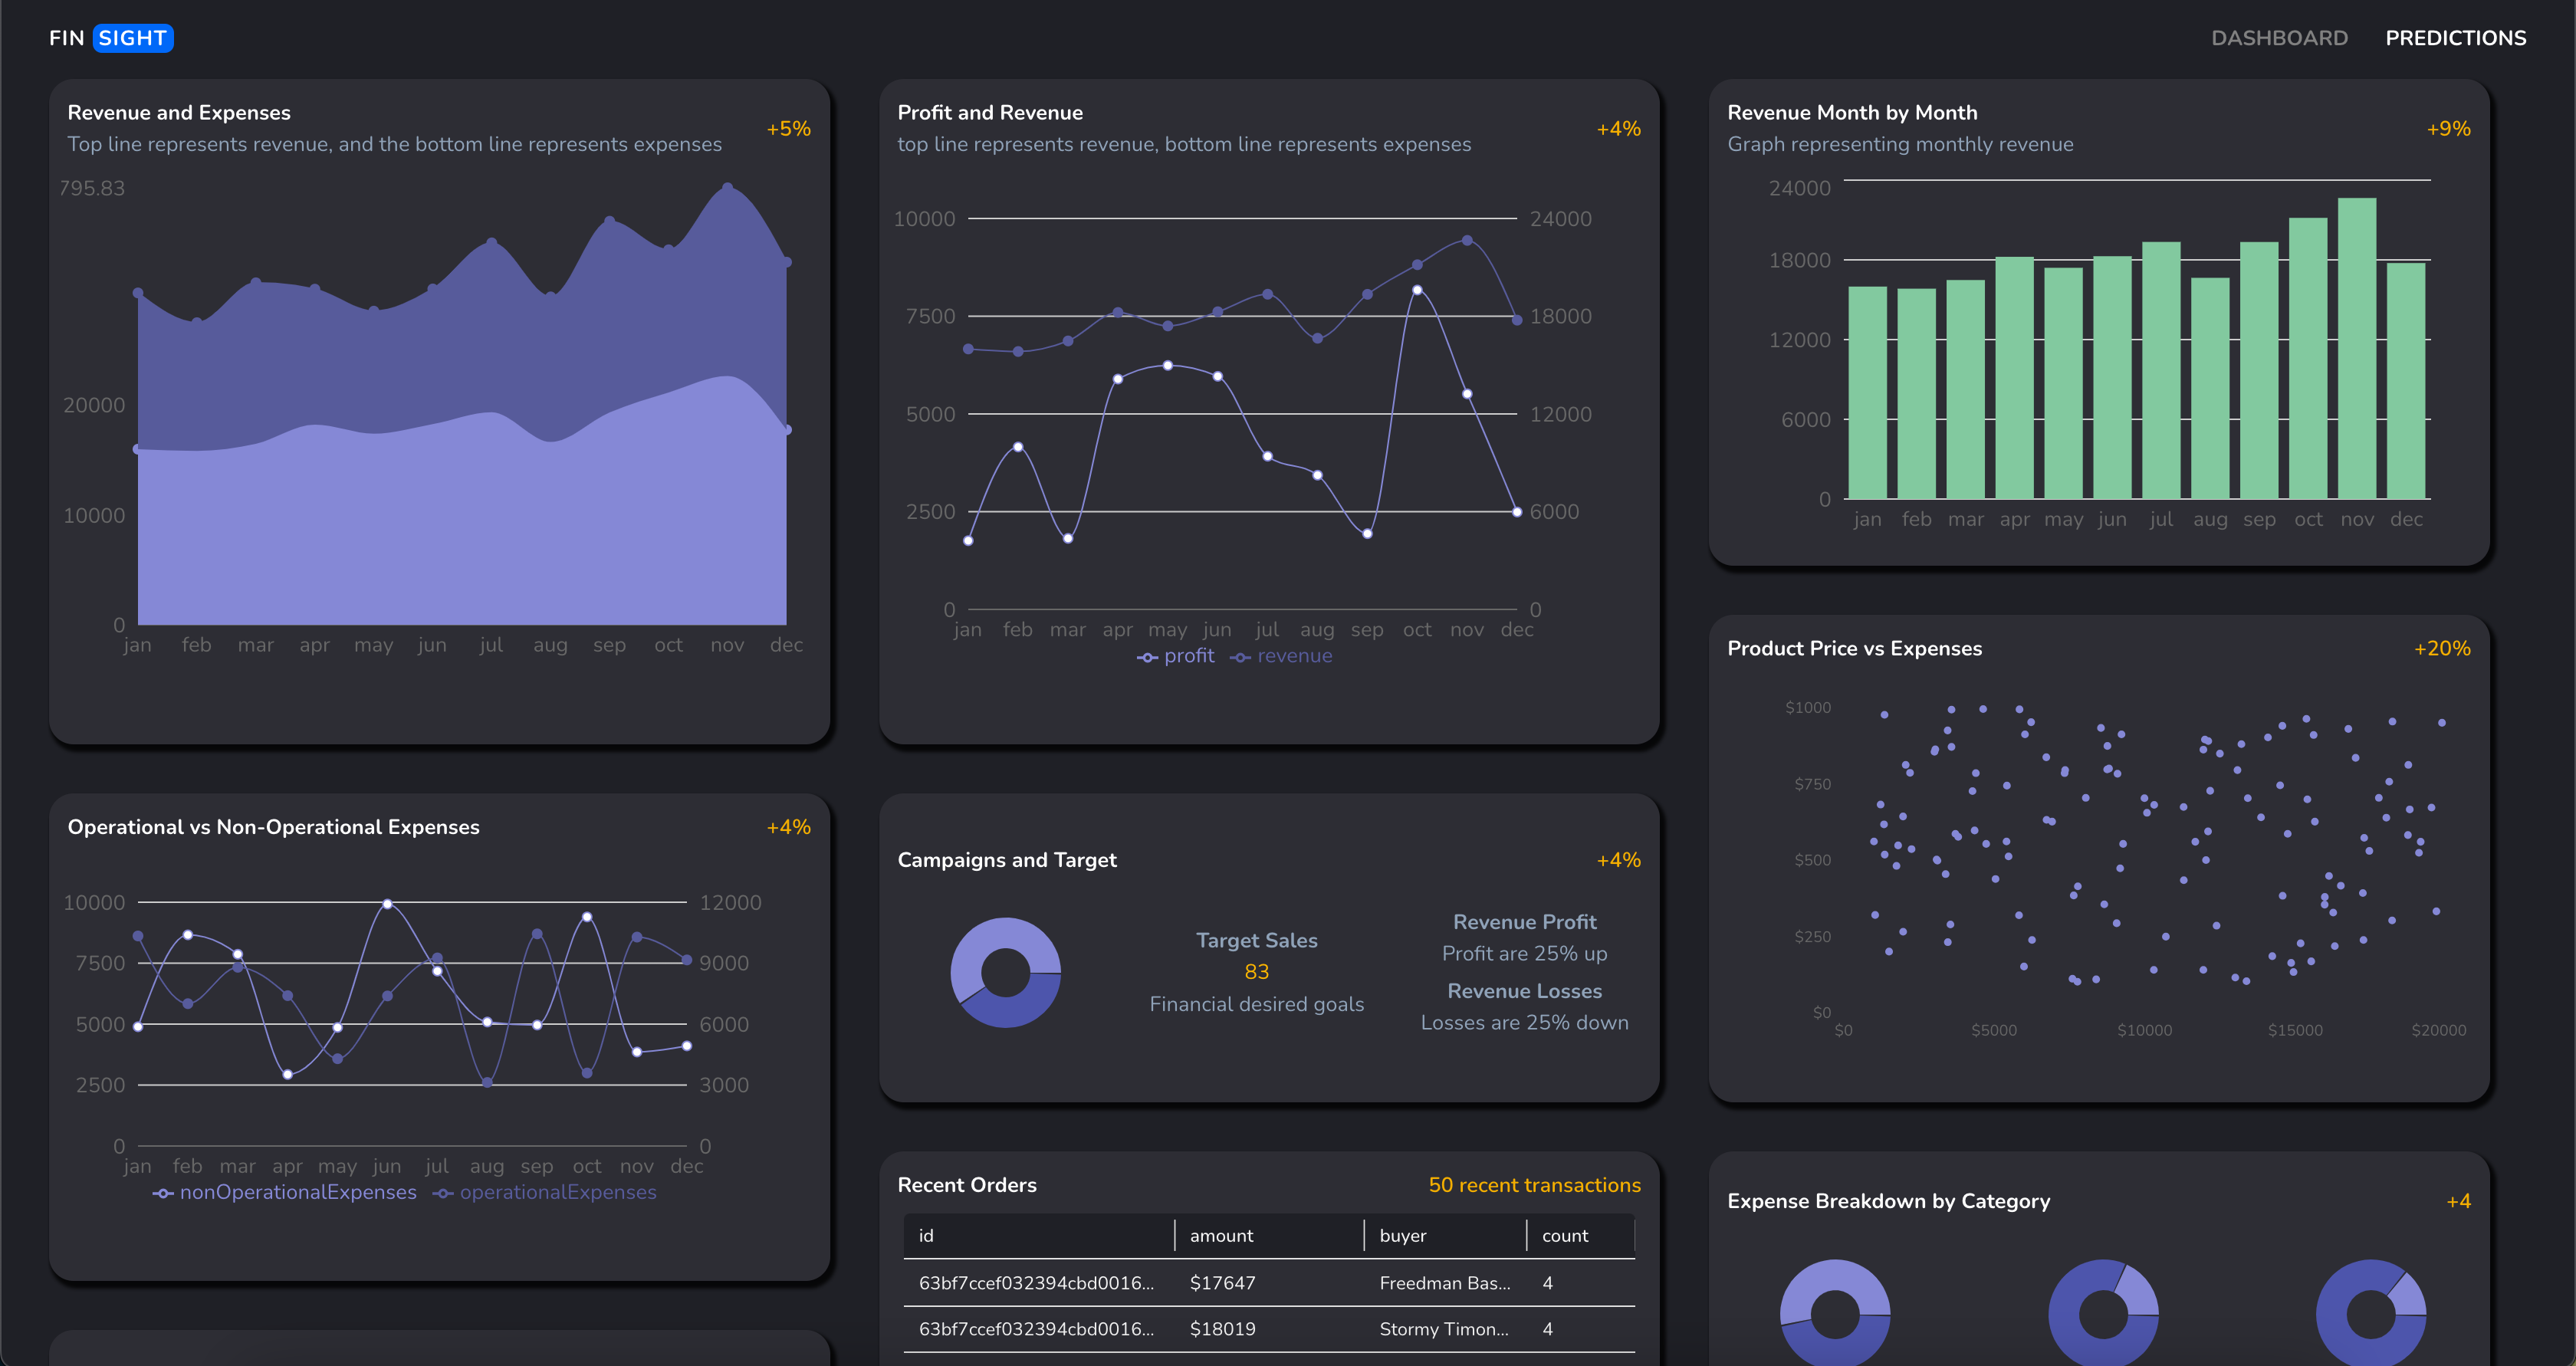 FIN SIGHT
DASHBOARD PREDICTIONS
Revenue and Expenses
Top line represents revenue, and the bottom line represents expenses
+5%
795.83
20000
10000
0
jan feb mar apr may jun jul aug sep oct nov dec
Profit and Revenue
top line represents revenue, bottom line represents expenses
+4%
10000 24000
7500 18000
5000 12000
2500 6000
0 0
jan feb mar apr may jun jul aug sep oct nov dec
profit revenue
Revenue Month by Month
Graph representing monthly revenue
+9%
24000
18000
12000
6000
0
jan feb mar apr may jun jul aug sep oct nov dec
Operational vs Non-Operational Expenses
+4%
10000 12000
7500 9000
5000 6000
2500 3000
0 0
jan feb mar apr may jun jul aug sep oct nov dec
nonOperationalExpenses operationalExpenses
Campaigns and Target
+4%
Target Sales
83
Financial desired goals
Revenue Profit
Profit are 25% up
Revenue Losses
Losses are 25% down
Product Price vs Expenses
+20%
$1000
$750
$500
$250
$0
$0 $5000 $10000 $15000 $20000
Recent Orders
50 recent transactions
id amount buyer count
63bf7ccef032394cbd0016... $17647 Freedman Bas... 4
63bf7ccef032394cbd0016... $18019 Stormy Timon... 4
Expense Breakdown by Category
+4